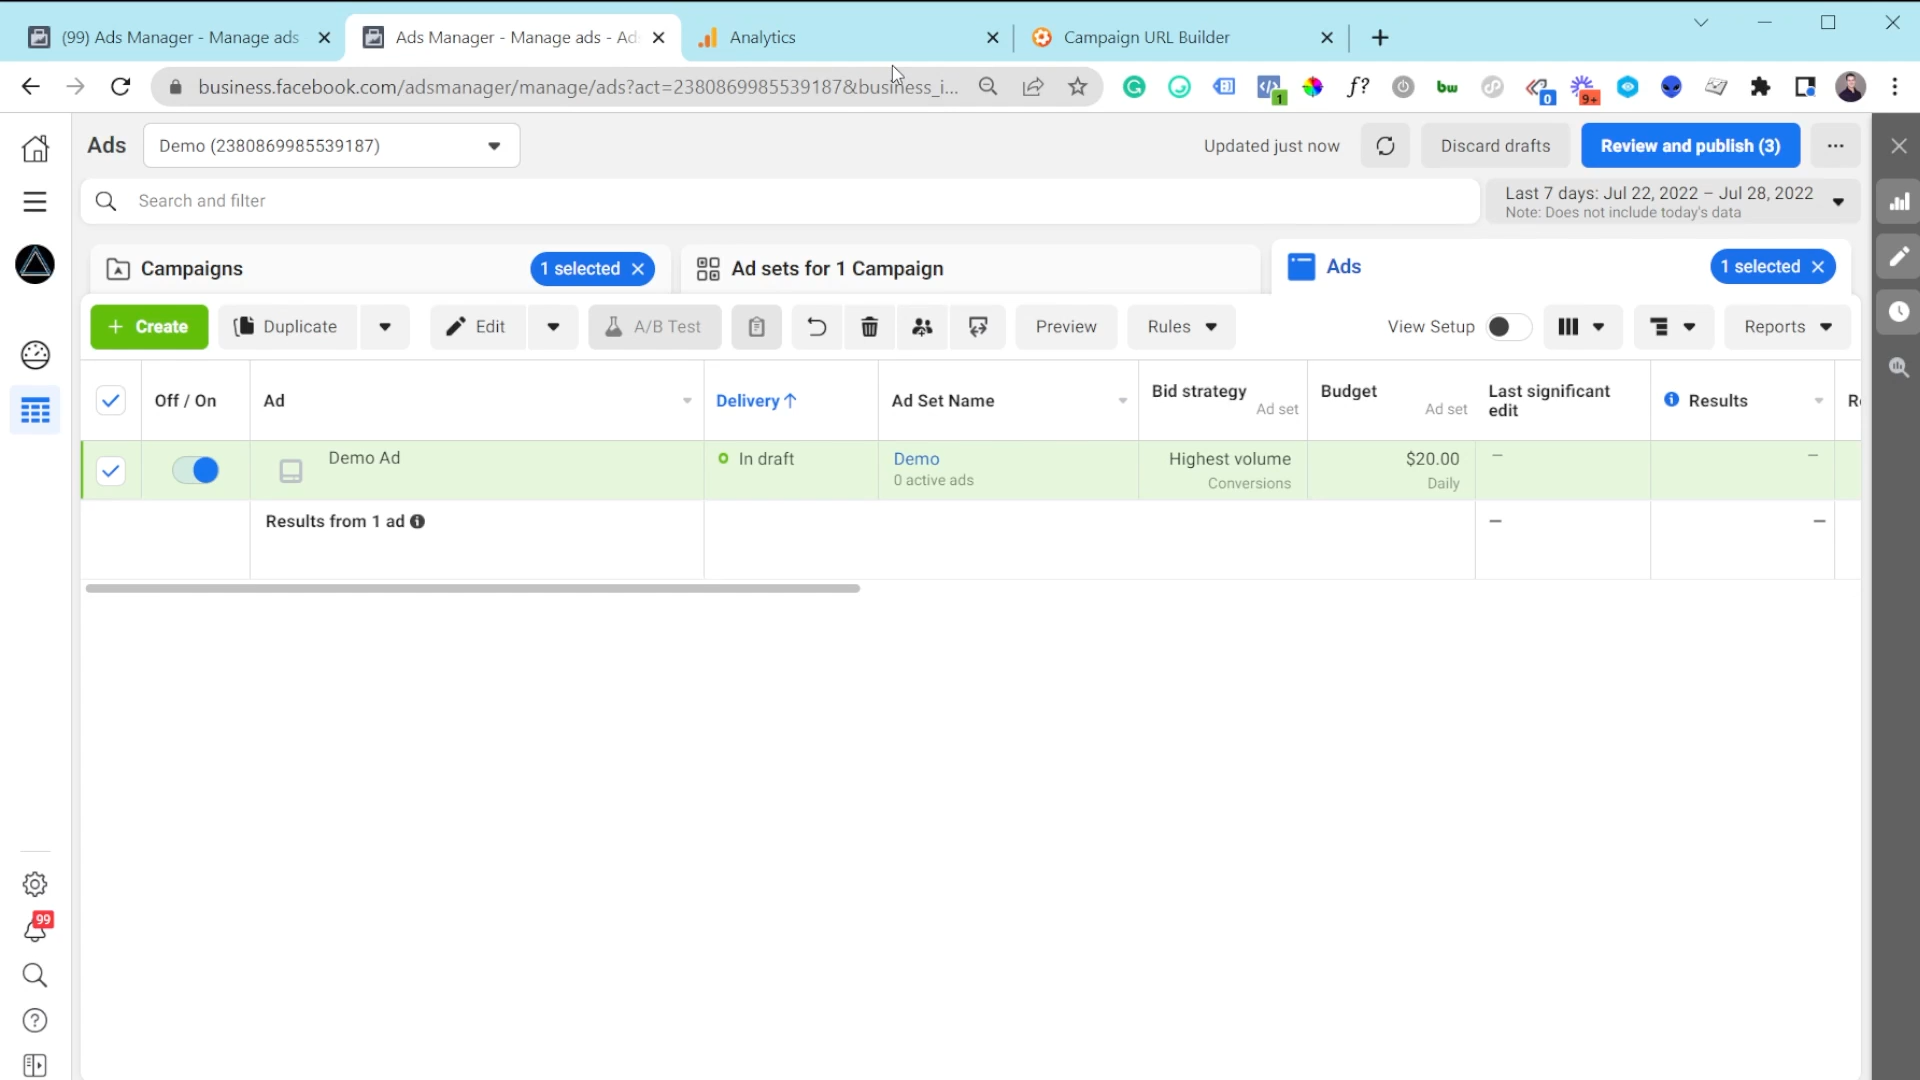 (99) Ads Manager - Manage ads
Ads Manager - Manage ads - Ad
Analytics
Campaign URL Builder
business.facebook.com/adsmanager/manage/ads?act=2380869985539187&business_i...
1
f?
bw
0
9+
Ads
Demo (2380869985539187)
Updated just now
Discard drafts
Review and publish (3)
Search and filter
Last 7 days: Jul 22, 2022 – Jul 28, 2022
Note: Does not include today's data
Campaigns
1 selected
Ad sets for 1 Campaign
Ads
1 selected
+ Create
Duplicate
Edit
A/B Test
Preview
Rules
View Setup
Reports
Off / On
Ad
Delivery ↑
Ad Set Name
Bid strategy
Ad set
Budget
Ad set
Last significant
edit
Results
Demo Ad
In draft
Demo
0 active ads
Highest volume
Conversions
$20.00
Daily
—
—
Results from 1 ad
—
—
99